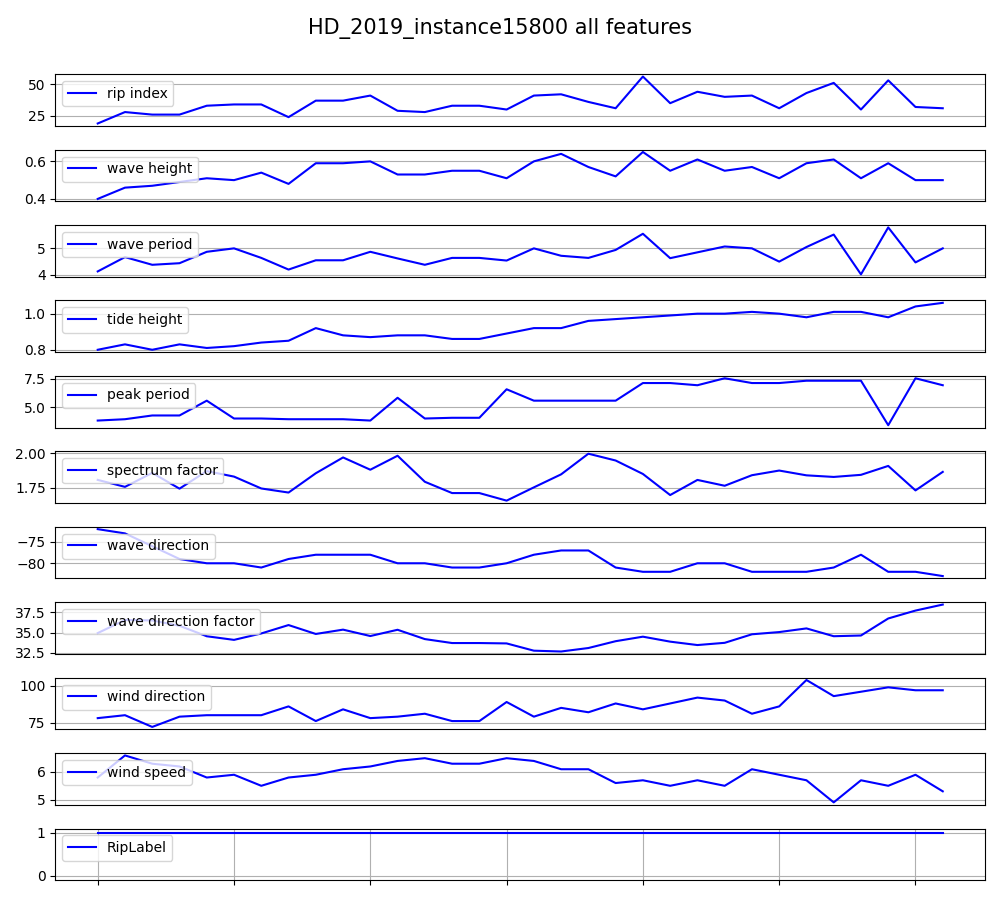 HD_2019_instance15800 all features
50
25
rip index
0.6
0.4
wave height
5
4
wave period
1.0
0.8
tide height
7.5
5.0
peak period
2.00
1.75
spectrum factor
−75
−80
wave direction
37.5
35.0
32.5
wave direction factor
100
75
wind direction
6
5
wind speed
1
0
RipLabel